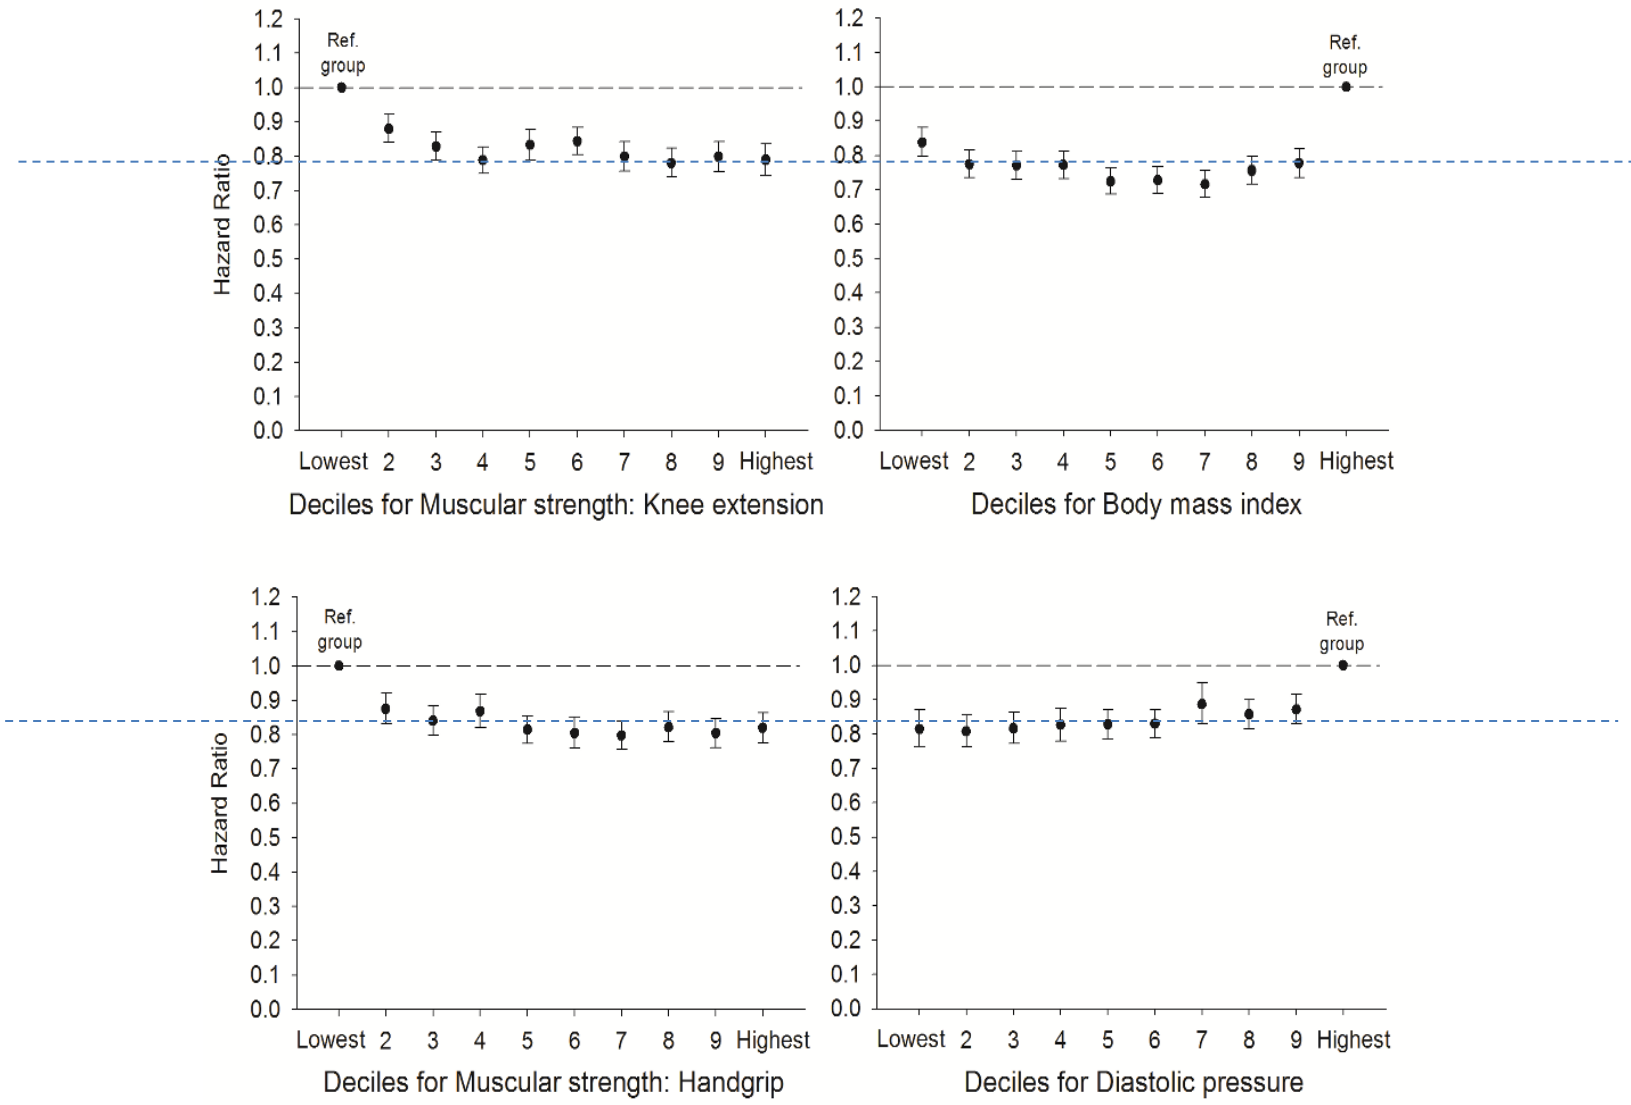 1.2
1.1
1.0
0.9
0.8
0.7
0.6
0.5
0.4
0.3
0.2
0.1
0.0
Hazard Ratio
Ref.
group
Lowest 2 3 4 5 6 7 8 9 Highest
Deciles for Muscular strength: Knee extension
1.2
1.1
1.0
0.9
0.8
0.7
0.6
0.5
0.4
0.3
0.2
0.1
0.0
Ref.
group
Lowest 2 3 4 5 6 7 8 9 Highest
Deciles for Body mass index
1.2
1.1
1.0
0.9
0.8
0.7
0.6
0.5
0.4
0.3
0.2
0.1
0.0
Hazard Ratio
Ref.
group
Lowest 2 3 4 5 6 7 8 9 Highest
Deciles for Muscular strength: Handgrip
1.2
1.1
1.0
0.9
0.8
0.7
0.6
0.5
0.4
0.3
0.2
0.1
0.0
Ref.
group
Lowest 2 3 4 5 6 7 8 9 Highest
Deciles for Diastolic pressure